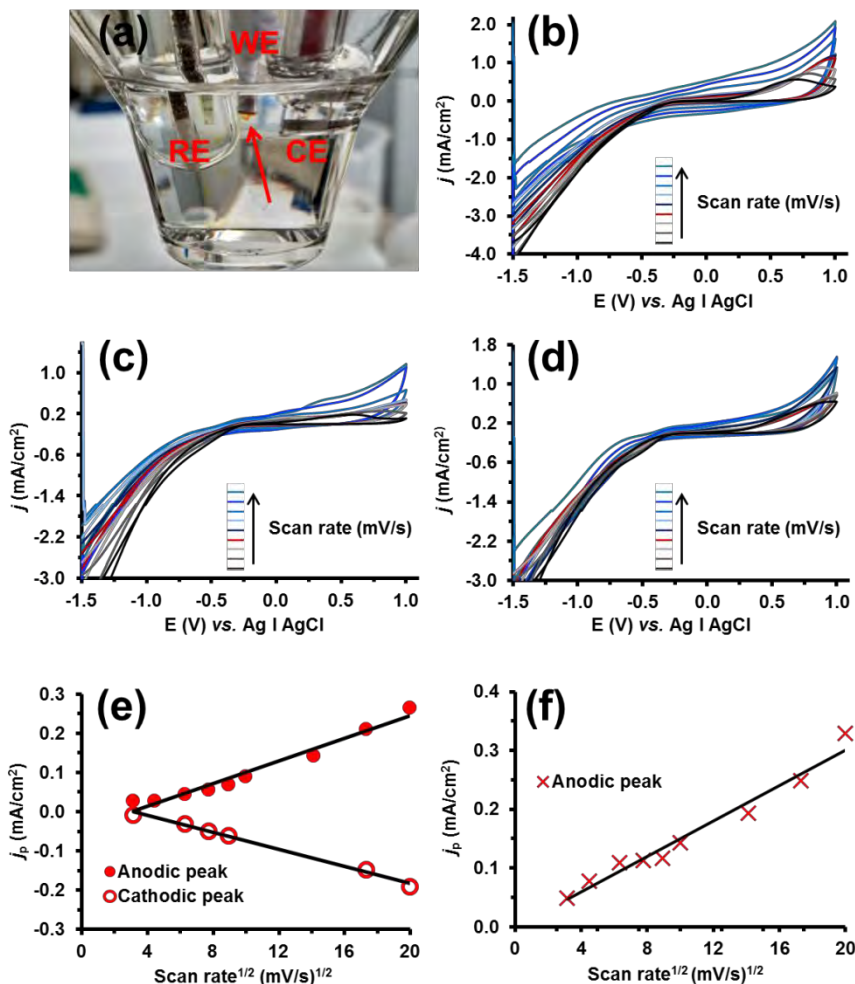 (a)
WE
RE
CE
(b)
2.0
1.0
0.0
-1.0
-2.0
-3.0
-4.0
j (mA/cm²)
Scan rate (mV/s)
-1.5 -1.0 -0.5 0.0 0.5 1.0
E (V) vs. Ag I AgCl
(c)
1.0
0.2
-0.6
-1.4
-2.2
-3.0
j (mA/cm²)
Scan rate (mV/s)
-1.5 -1.0 -0.5 0.0 0.5 1.0
E (V) vs. Ag I AgCl
(d)
1.8
1.0
0.2
-0.6
-1.4
-2.2
-3.0
j (mA/cm²)
Scan rate (mV/s)
-1.5 -1.0 -0.5 0.0 0.5 1.0
E (V) vs. Ag I AgCl
(e)
0.3
0.2
0.1
0.0
-0.1
-0.2
-0.3
jp (mA/cm²)
Anodic peak
Cathodic peak
0 4 8 12 16 20
Scan rate¹/² (mV/s)¹/²
(f)
0.4
0.3
0.2
0.1
0.0
jp (mA/cm²)
Anodic peak
0 4 8 12 16 20
Scan rate¹/² (mV/s)¹/²